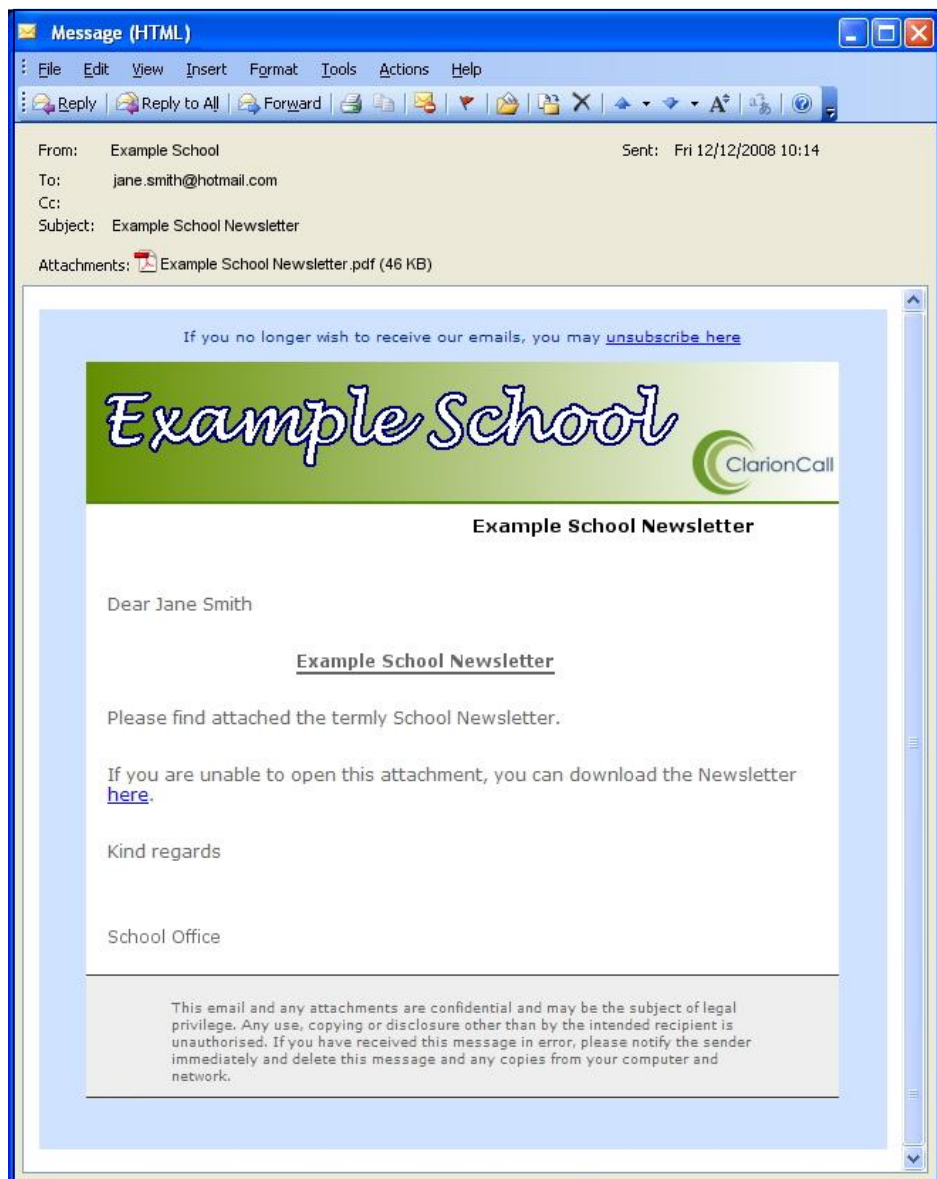 Message (HTML)
File Edit View Insert Format Tools Actions Help
Reply Reply to All Forward
From: Example School Sent: Fri 12/12/2008 10:14
To: jane.smith@hotmail.com
Cc:
Subject: Example School Newsletter
Attachments: Example School Newsletter.pdf (46 KB)
If you no longer wish to receive our emails, you may unsubscribe here
Example School
ClarionCall
Example School Newsletter
Dear Jane Smith
Example School Newsletter
Please find attached the termly School Newsletter.
If you are unable to open this attachment, you can download the Newsletter
here.
Kind regards
School Office
This email and any attachments are confidential and may be the subject of legal
privilege. Any use, copying or disclosure other than by the intended recipient is
unauthorised. If you have received this message in error, please notify the sender
immediately and delete this message and any copies from your computer and
network.